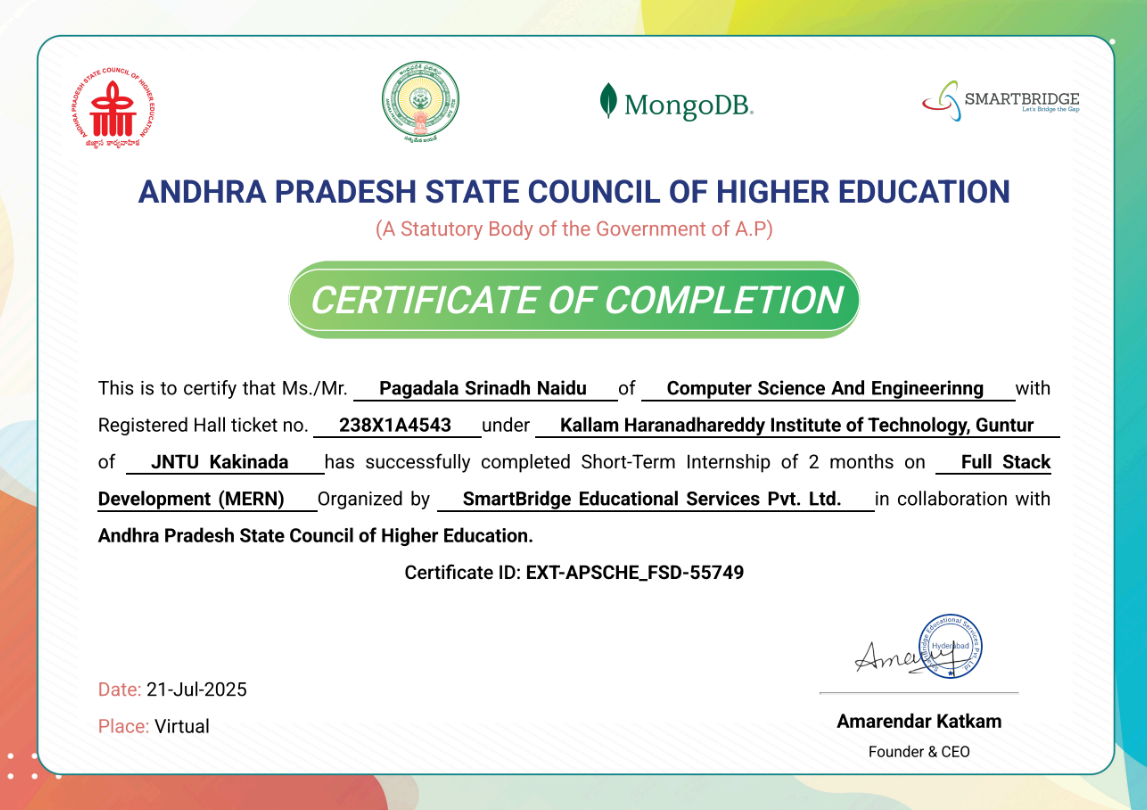 ANDHRA PRADESH STATE COUNCIL OF HIGHER EDUCATION
MongoDB.
SMARTBRIDGE
Let's Bridge the Gap
ANDHRA PRADESH STATE COUNCIL OF HIGHER EDUCATION
(A Statutory Body of the Government of A.P)
CERTIFICATE OF COMPLETION
This is to certify that Ms./Mr. Pagadala Srinadh Naidu of Computer Science And Engineerinng with
Registered Hall ticket no. 238X1A4543 under Kallam Haranadhareddy Institute of Technology, Guntur
of JNTU Kakinada has successfully completed Short-Term Internship of 2 months on Full Stack
Development (MERN) Organized by SmartBridge Educational Services Pvt. Ltd. in collaboration with
Andhra Pradesh State Council of Higher Education.
Certificate ID: EXT-APSCHE_FSD-55749
SmartBridge Educational Services Pvt. Ltd.
Hyderabad
Date: 21-Jul-2025
Place: Virtual
Amarendar Katkam
Founder & CEO